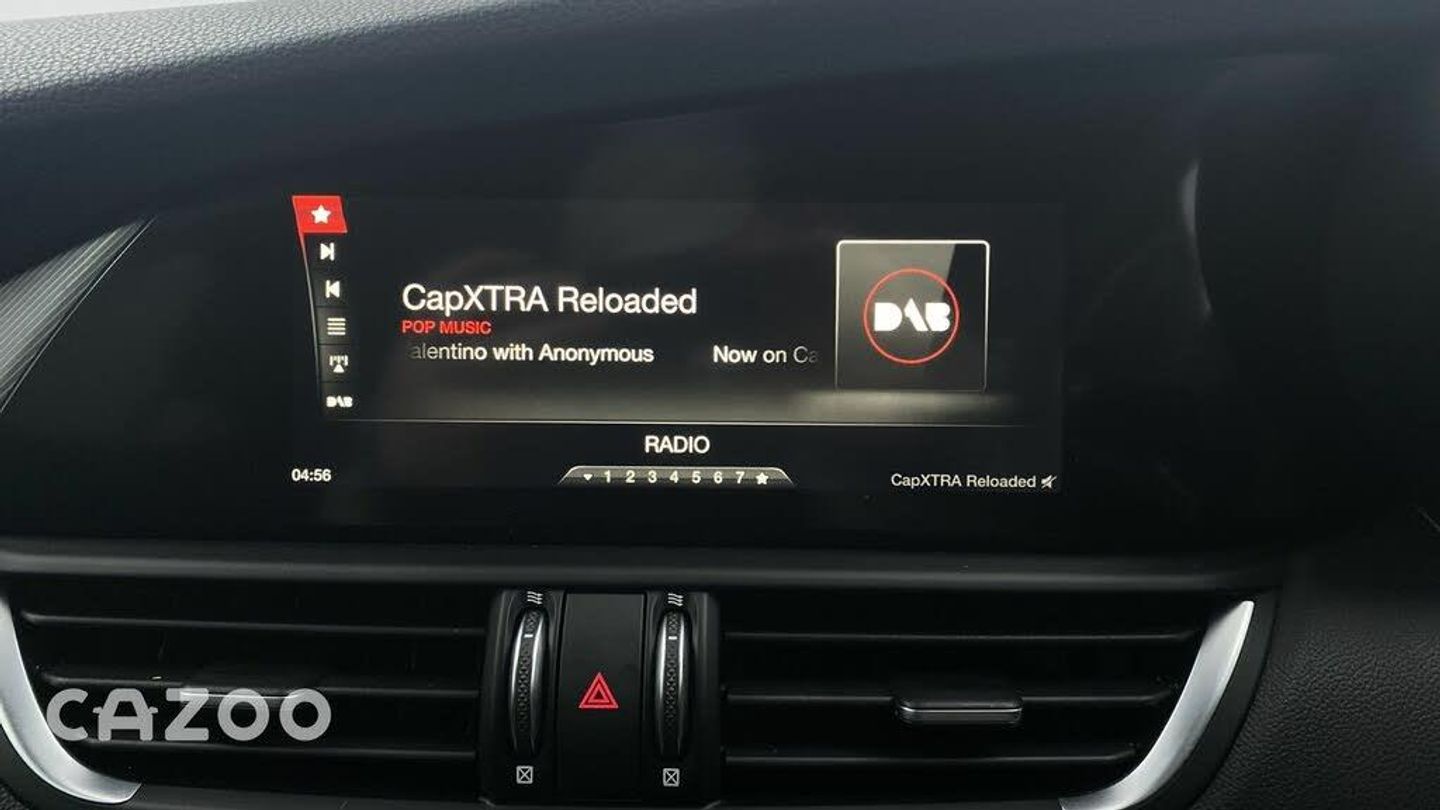 CapXTRA Reloaded
POP MUSIC
alentino with Anonymous Now on Ca
DAB
DAB
RADIO
04:56
1 2 3 4 5 6 7
CapXTRA Reloaded
CAZOO